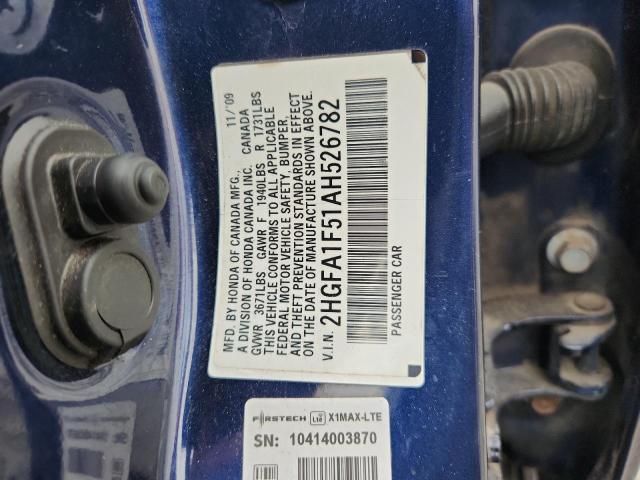 MFD. BY HONDA OF CANADA MFG., 11/'09
A DIVISION OF HONDA CANADA INC. CANADA
GVWR 3671LBS GAWR F 1940LBS R 1731LBS
THIS VEHICLE CONFORMS TO ALL APPLICABLE
FEDERAL MOTOR VEHICLE SAFETY, BUMPER,
AND THEFT PREVENTION STANDARDS IN EFFECT
ON THE DATE OF MANUFACTURE SHOWN ABOVE.
V.I.N. 2HGFA1F51AH526782
PASSENGER CAR
FIRSTECH LTE X1MAX-LTE
SN: 10414003870